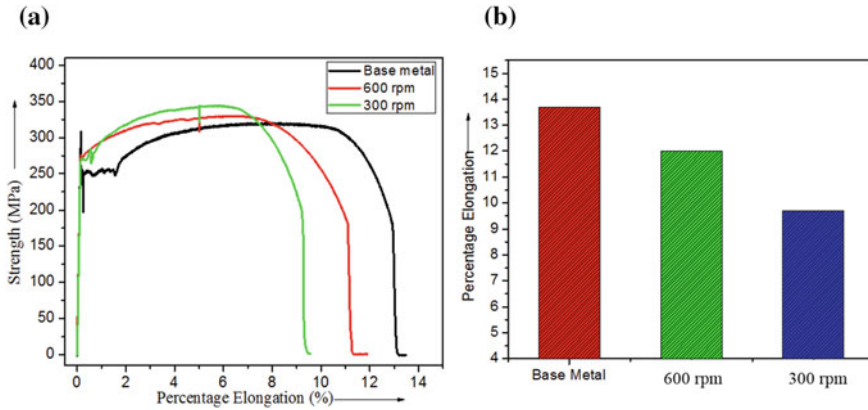 (a)
Strength (MPa)
400
350
300
250
200
150
100
50
0
0 2 4 6 8 10 12 14
Percentage Elongation (%)
Base metal
600 rpm
300 rpm
(b)
Percentage Elongation
15
14
13
12
11
10
9
8
7
6
5
4
Base Metal 600 rpm 300 rpm